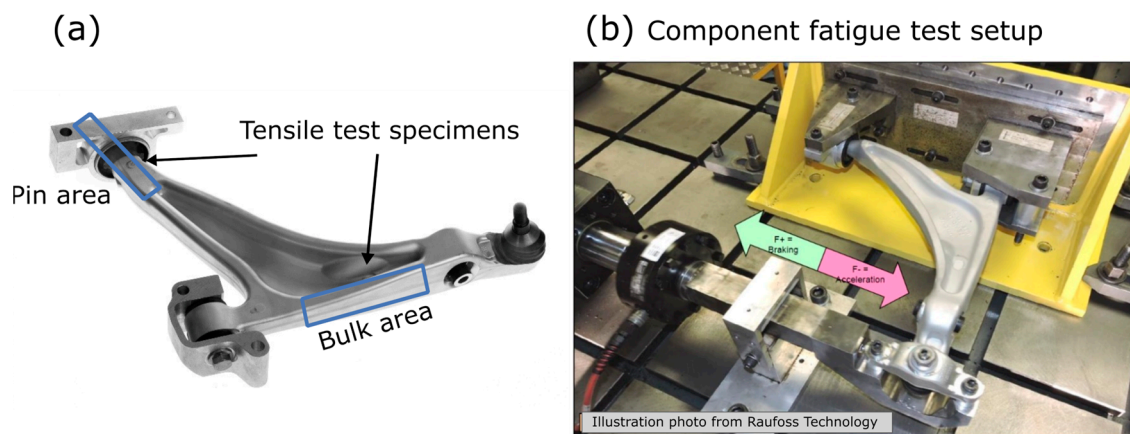 (a)
Tensile test specimens
Pin area
Bulk area
(b) Component fatigue test setup
F+ =
Braking
F- =
Acceleration
Illustration photo from Raufoss Technology